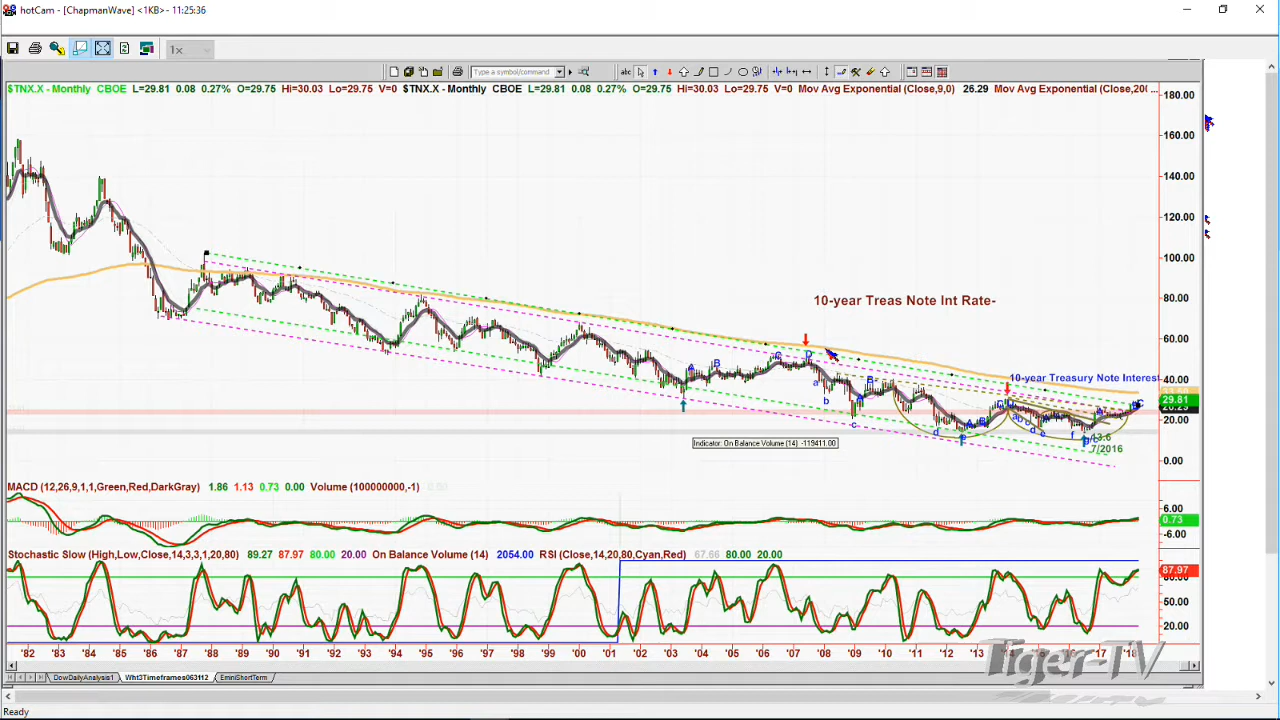 hotCam - [ChapmanWave] <1KB> - 11:25:36
1x
Type a symbol/command
abc
$TNX.X - Monthly CBOE L=29.81 0.08 0.27% O=29.75 Hi=30.03 Lo=29.75 V=0 $TNX.X - Monthly CBOE L=29.81 0.08 0.27% O=29.75 Hi=30.03 Lo=29.75 V=0 Mov Avg Exponential (Close,9,0) 26.29 Mov Avg Exponential (Close,200 ...
180.00
160.00
140.00
120.00
100.00
80.00
60.00
40.00
29.81
20.00
0.00
10-year Treas Note Int Rate-
10-year Treasury Note Interest
A B C D
a b c
A B
d e
A B
C
a b c d e
f
A
C
13.6
7/2016
Indicator: On Balance Volume (14) -119411.00
MACD (12,26,9,1,1,Green,Red,DarkGray) 1.86 1.13 0.73 0.00 Volume (100000000,-1) 0.00
6.00
0.73
-6.00
Stochastic Slow (High,Low,Close,14,3,3,1,20,80) 89.27 87.97 80.00 20.00 On Balance Volume (14) 2054.00 RSI (Close,14,20,80,Cyan,Red) 67.66 80.00 20.00
87.97
50.00
20.00
'82 '83 '84 '85 '86 '87 '88 '89 '90 '91 '92 '93 '94 '95 '96 '97 '98 '99 '00 '01 '02 '03 '04 '05 '06 '07 '08 '09 '10 '11 '12 '13 '14 '15 '16 '17 '18
Tiger-TV
DowDailyAnalysis1 Wht3Timeframes063112 EminiShortTerm
Ready